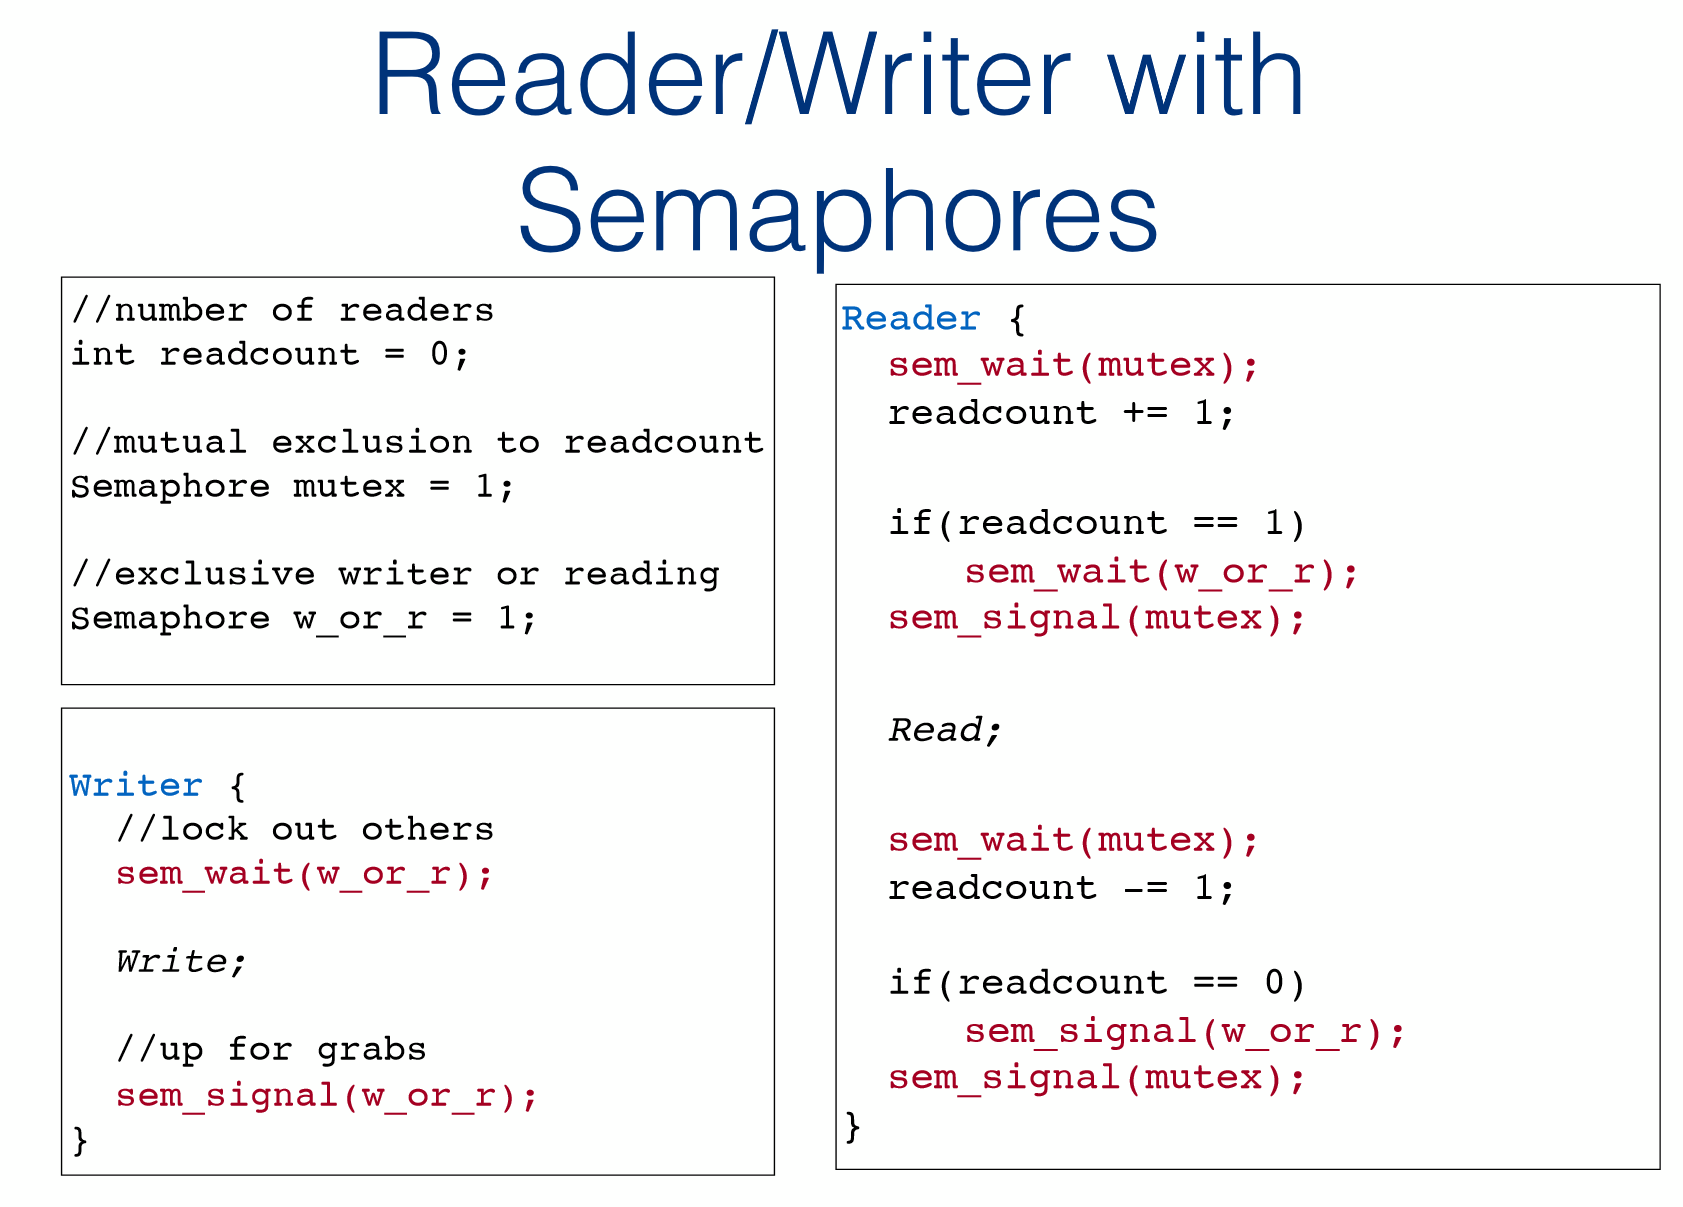 Reader/Writer with
Semaphores
//number of readers
int readcount = 0;
//mutual exclusion to readcount
Semaphore mutex = 1;
//exclusive writer or reading
Semaphore w_or_r = 1;
Writer {
//lock out others
sem_wait(w_or_r);
Write;
//up for grabs
sem_signal(w_or_r);
}
Reader {
sem_wait(mutex);
readcount += 1;
if(readcount == 1)
sem_wait(w_or_r);
sem_signal(mutex);
Read;
sem_wait(mutex);
readcount -= 1;
if(readcount == 0)
sem_signal(w_or_r);
sem_signal(mutex);
}